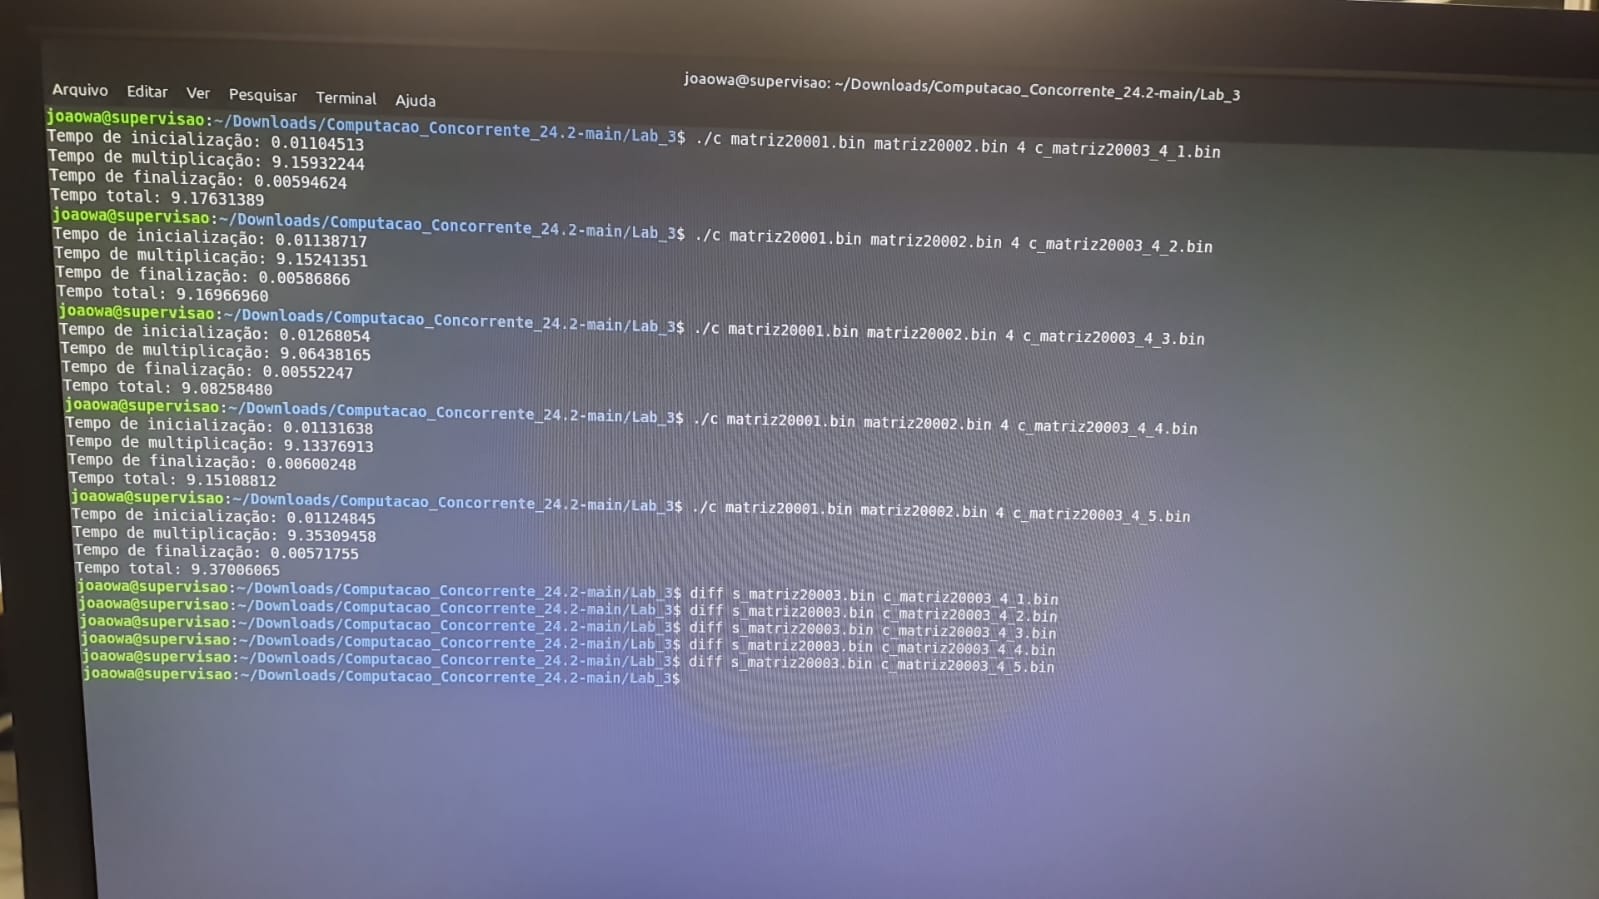 joaowa@supervisao: ~/Downloads/Computacao_Concorrente_24.2-main/Lab_3
Arquivo Editar Ver Pesquisar Terminal Ajuda
joaowa@supervisao:~/Downloads/Computacao_Concorrente_24.2-main/Lab_3$ ./c matriz20001.bin matriz20002.bin 4 c_matriz20003_4_1.bin
Tempo de inicialização: 0.01104513
Tempo de multiplicação: 9.15932244
Tempo de finalização: 0.00594624
Tempo total: 9.17631389
joaowa@supervisao:~/Downloads/Computacao_Concorrente_24.2-main/Lab_3$ ./c matriz20001.bin matriz20002.bin 4 c_matriz20003_4_2.bin
Tempo de inicialização: 0.01138717
Tempo de multiplicação: 9.15241351
Tempo de finalização: 0.00586866
Tempo total: 9.16966960
joaowa@supervisao:~/Downloads/Computacao_Concorrente_24.2-main/Lab_3$ ./c matriz20001.bin matriz20002.bin 4 c_matriz20003_4_3.bin
Tempo de inicialização: 0.01268054
Tempo de multiplicação: 9.06438165
Tempo de finalização: 0.00552247
Tempo total: 9.08258480
joaowa@supervisao:~/Downloads/Computacao_Concorrente_24.2-main/Lab_3$ ./c matriz20001.bin matriz20002.bin 4 c_matriz20003_4_4.bin
Tempo de inicialização: 0.01131638
Tempo de multiplicação: 9.13376913
Tempo de finalização: 0.00600248
Tempo total: 9.15108812
joaowa@supervisao:~/Downloads/Computacao_Concorrente_24.2-main/Lab_3$ ./c matriz20001.bin matriz20002.bin 4 c_matriz20003_4_5.bin
Tempo de inicialização: 0.01124845
Tempo de multiplicação: 9.35309458
Tempo de finalização: 0.00571755
Tempo total: 9.37006065
joaowa@supervisao:~/Downloads/Computacao_Concorrente_24.2-main/Lab_3$ diff s_matriz20003.bin c_matriz20003_4_1.bin
joaowa@supervisao:~/Downloads/Computacao_Concorrente_24.2-main/Lab_3$ diff s_matriz20003.bin c_matriz20003_4_2.bin
joaowa@supervisao:~/Downloads/Computacao_Concorrente_24.2-main/Lab_3$ diff s_matriz20003.bin c_matriz20003_4_3.bin
joaowa@supervisao:~/Downloads/Computacao_Concorrente_24.2-main/Lab_3$ diff s_matriz20003.bin c_matriz20003_4_4.bin
joaowa@supervisao:~/Downloads/Computacao_Concorrente_24.2-main/Lab_3$ diff s_matriz20003.bin c_matriz20003_4_5.bin
joaowa@supervisao:~/Downloads/Computacao_Concorrente_24.2-main/Lab_3$